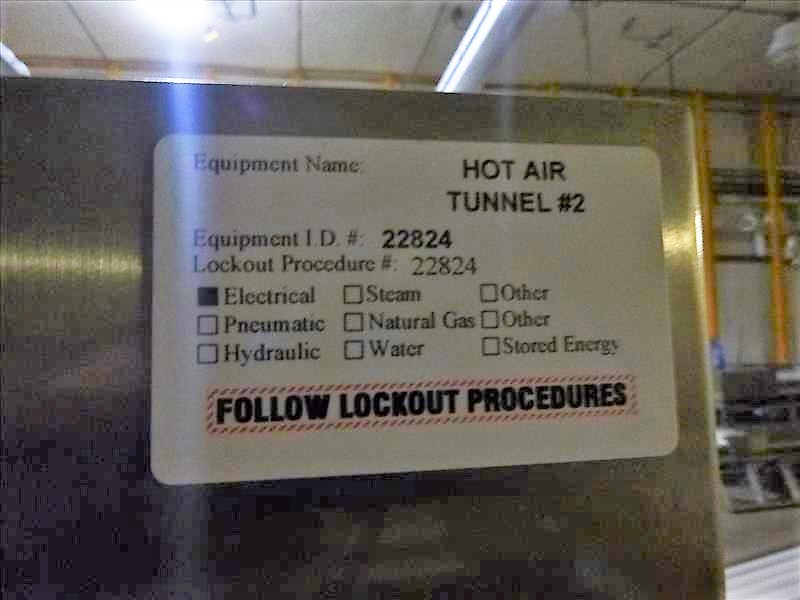 Equipment Name: HOT AIR
TUNNEL #2
Equipment I.D. #: 22824
Lockout Procedure #: 22824
Electrical Steam Other
Pneumatic Natural Gas Other
Hydraulic Water Stored Energy
FOLLOW LOCKOUT PROCEDURES